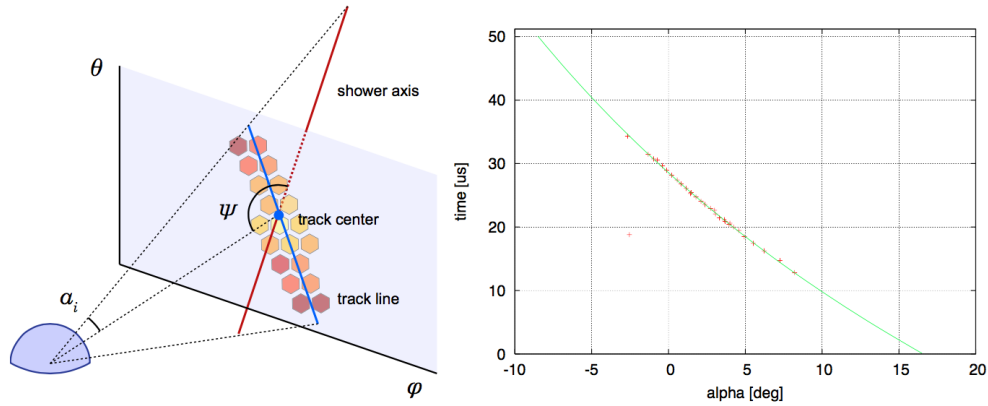 θ
shower axis
Ψ
track center
track line
αᵢ
φ
50
40
30
20
10
0
time [us]
-10
-5
0
5
10
15
20
alpha [deg]